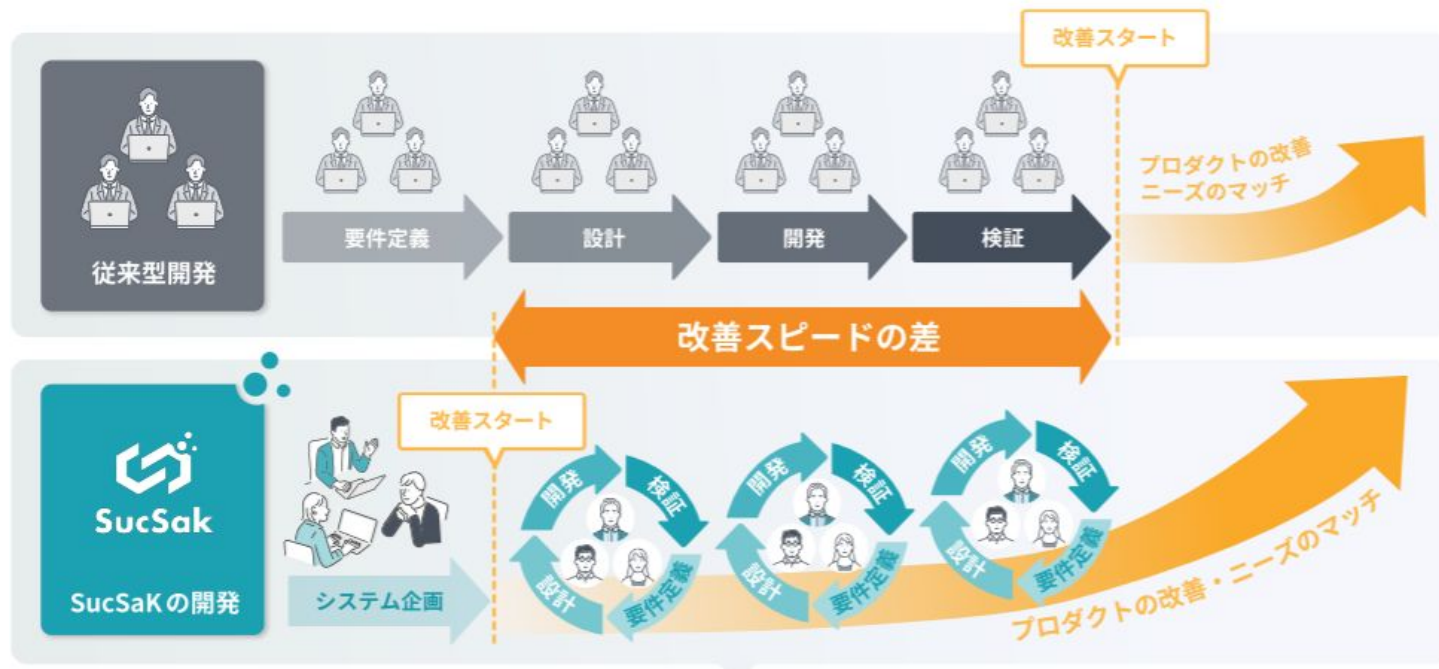 改善スタート
従来型開発
要件定義
設計
開発
検証
プロダクトの改善
ニーズのマッチ
改善スピードの差
SucSak
SucSaKの開発
システム企画
改善スタート
開発
検証
要件定義
設計
開発
検証
要件定義
設計
開発
検証
要件定義
設計
プロダクトの改善・ニーズのマッチ